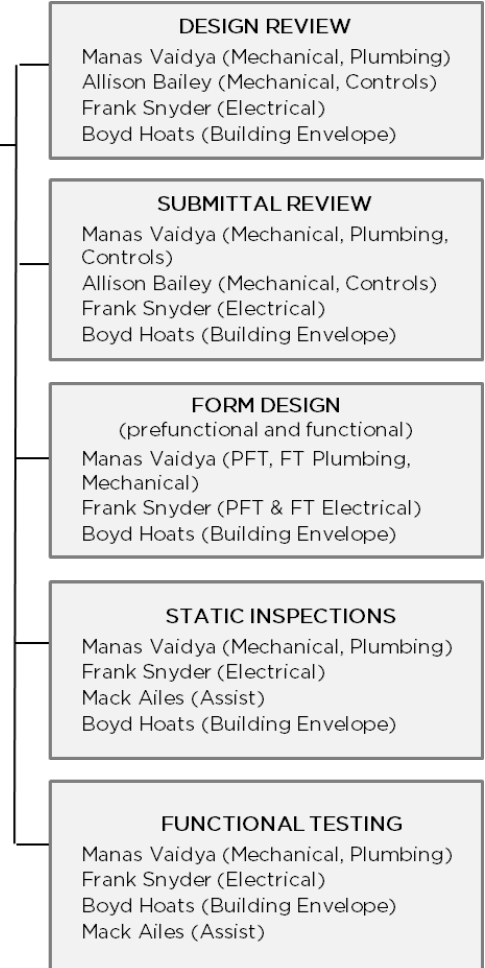 DESIGN REVIEW
Manas Vaidya (Mechanical, Plumbing)
Allison Bailey (Mechanical, Controls)
Frank Snyder (Electrical)
Boyd Hoats (Building Envelope)
SUBMITTAL REVIEW
Manas Vaidya (Mechanical, Plumbing,
Controls)
Allison Bailey (Mechanical, Controls)
Frank Snyder (Electrical)
Boyd Hoats (Building Envelope)
FORM DESIGN
(prefunctional and functional)
Manas Vaidya (PFT, FT Plumbing,
Mechanical)
Frank Snyder (PFT & FT Electrical)
Boyd Hoats (Building Envelope)
STATIC INSPECTIONS
Manas Vaidya (Mechanical, Plumbing)
Frank Snyder (Electrical)
Mack Ailes (Assist)
Boyd Hoats (Building Envelope)
FUNCTIONAL TESTING
Manas Vaidya (Mechanical, Plumbing)
Frank Snyder (Electrical)
Boyd Hoats (Building Envelope)
Mack Ailes (Assist)